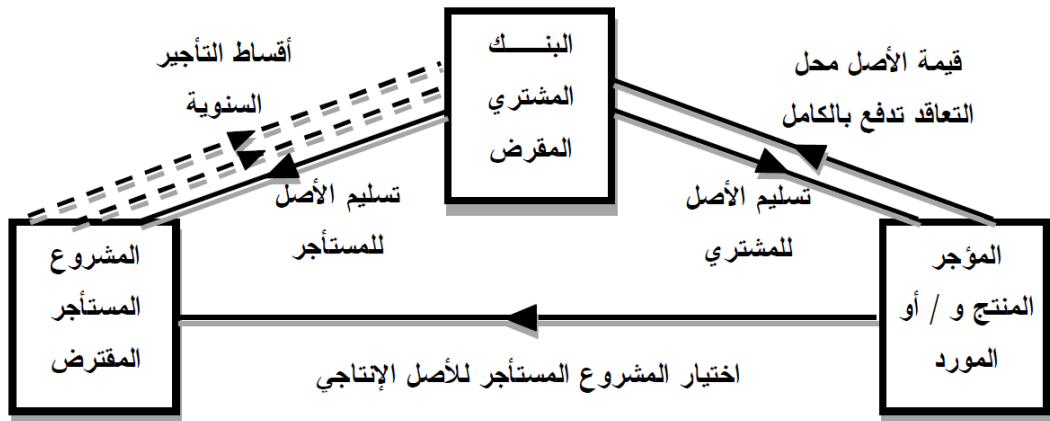 البنــــك
المشتري
المقرض
قيمة الأصل محل
التعاقد تدفع بالكامل
أقساط التأجير
السنوية
تسليم الأصل
للمشتري
تسليم الأصل
للمستأجر
المؤجر
المنتج و / أو
المورد
المشروع
المستأجر
المقترض
اختيار المشروع المستأجر للأصل الإنتاجي